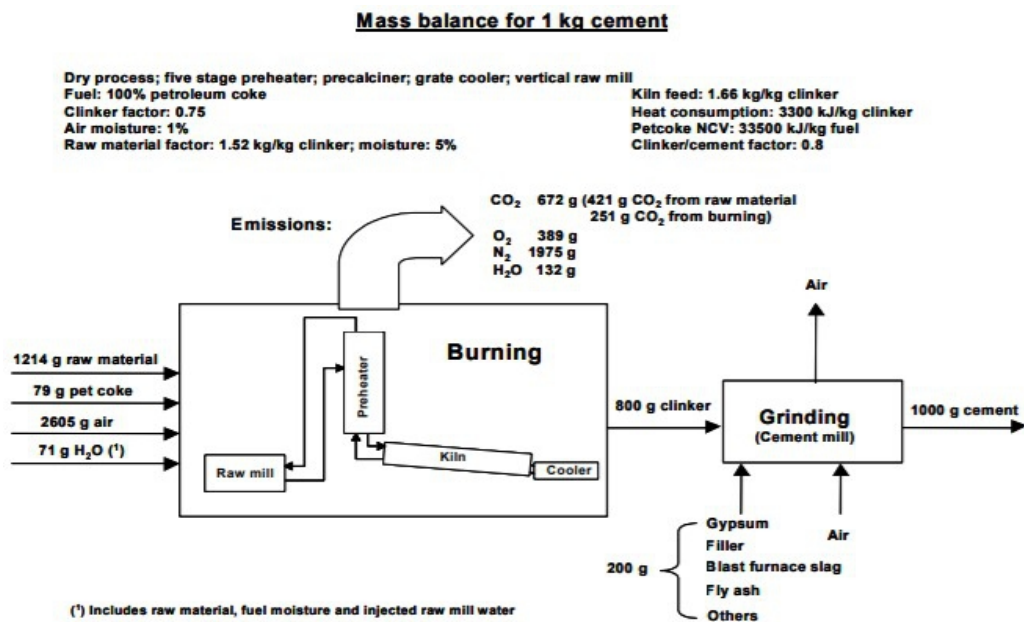 Mass balance for 1 kg cement
Dry process; five stage preheater; precalciner; grate cooler; vertical raw mill
Fuel: 100% petroleum coke
Clinker factor: 0.75
Air moisture: 1%
Raw material factor: 1.52 kg/kg clinker; moisture: 5%
Kiln feed: 1.66 kg/kg clinker
Heat consumption: 3300 kJ/kg clinker
Petcoke NCV: 33500 kJ/kg fuel
Clinker/cement factor: 0.8
Emissions:
CO₂ 672 g (421 g CO₂ from raw material
251 g CO₂ from burning)
O₂ 389 g
N₂ 1975 g
H₂O 132 g
1214 g raw material
79 g pet coke
2605 g air
71 g H₂O (¹)
Burning
Preheater
Raw mill
Kiln
Cooler
800 g clinker
Air
Grinding
(Cement mill)
1000 g cement
200 g
Gypsum
Filler
Blast furnace slag
Fly ash
Others
Air
(¹) Includes raw material, fuel moisture and injected raw mill water